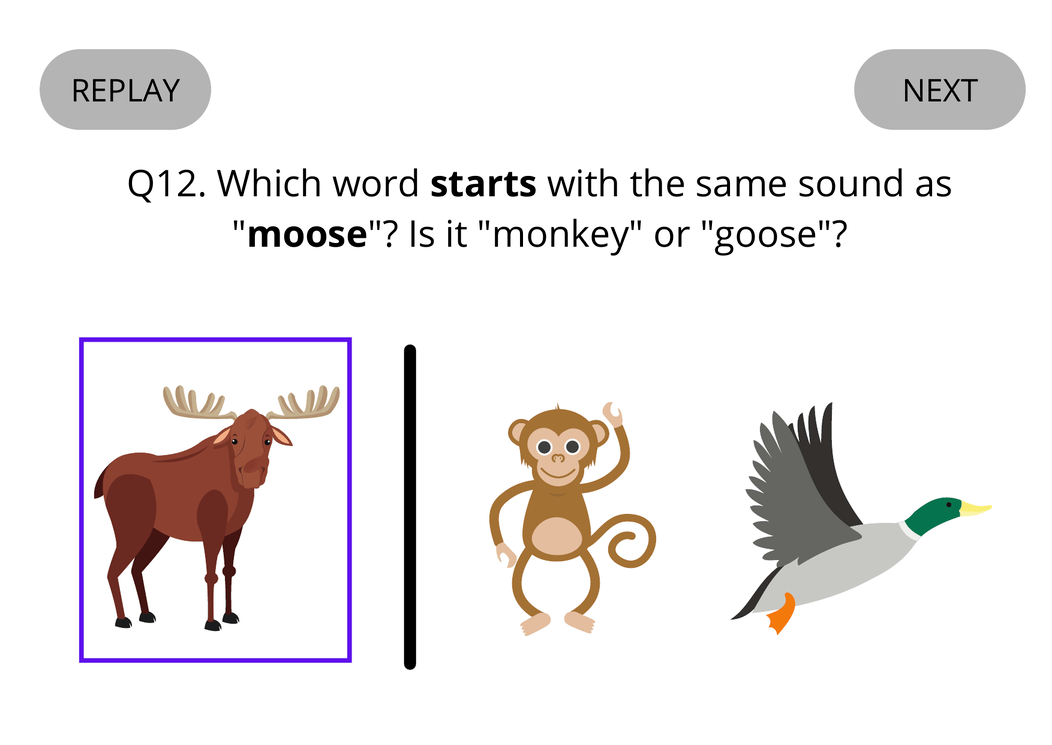 REPLAY
NEXT
Q12. Which word starts with the same sound as
"moose"? Is it "monkey" or "goose"?